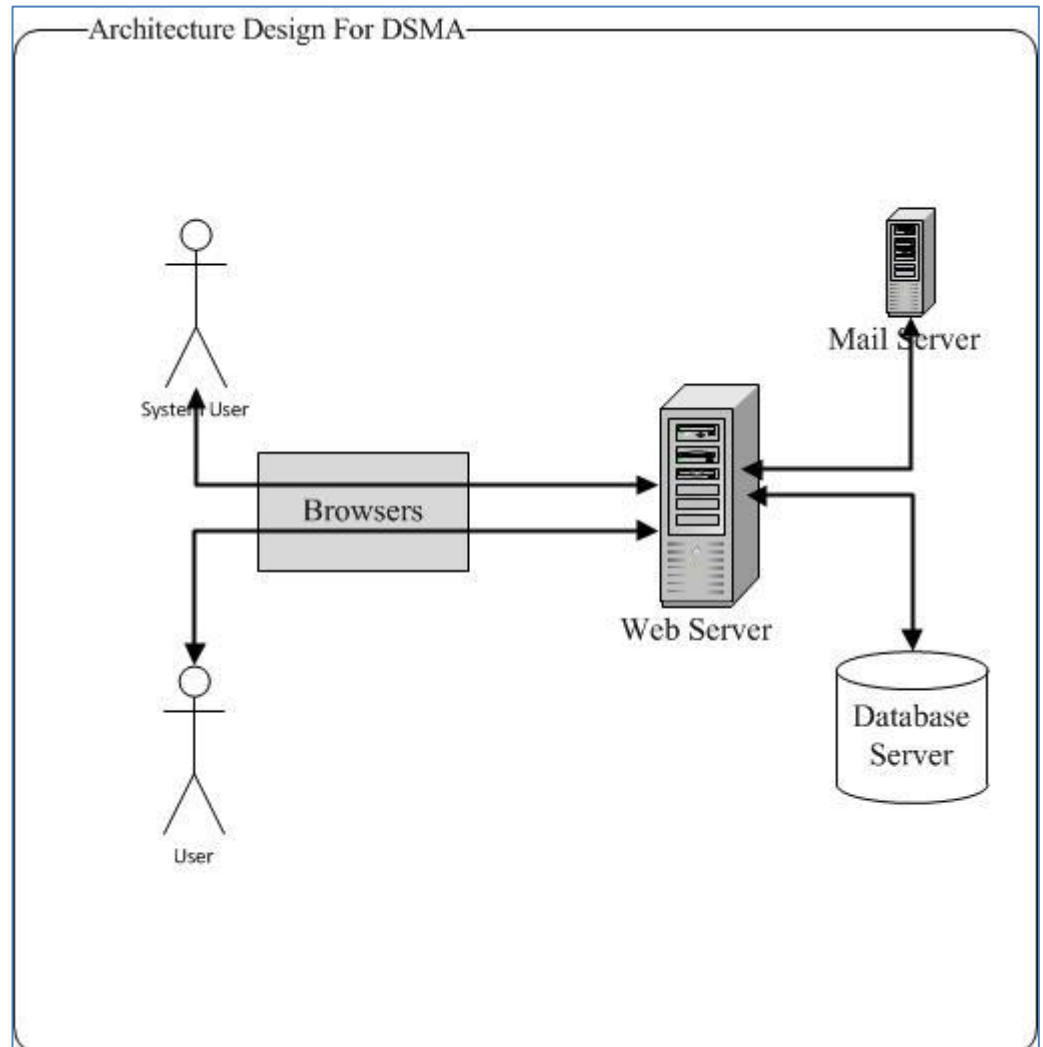 Architecture Design For DSMA
Mail Server
System User
Browsers
Web Server
Database
Server
User